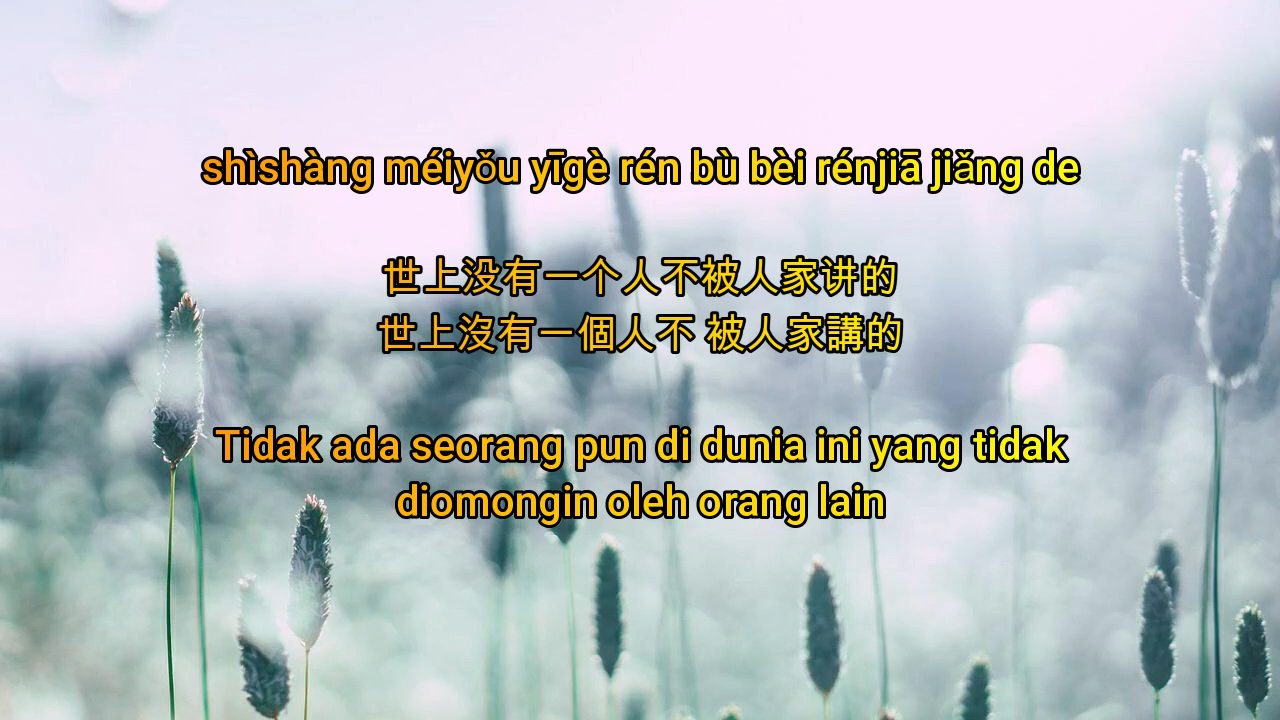 shìshàng méiyǒu yīgè rén bù bèi rénjiā jiǎng de
世上没有一个人不被人家讲的
世上沒有一個人不 被人家講的
Tidak ada seorang pun di dunia ini yang tidak
diomongin oleh orang lain